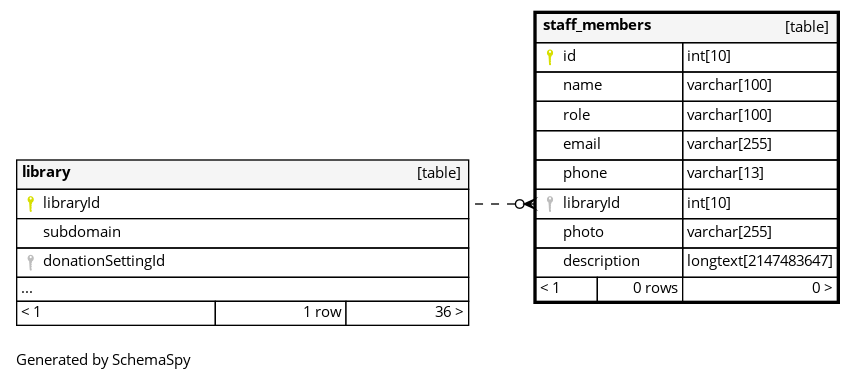 staff_members [table]
id int[10]
name varchar[100]
role varchar[100]
email varchar[255]
phone varchar[13]
libraryId int[10]
photo varchar[255]
description longtext[2147483647]
< 1 0 rows 0 >
library [table]
libraryId
subdomain
donationSettingId
...
< 1 1 row 36 >
Generated by SchemaSpy